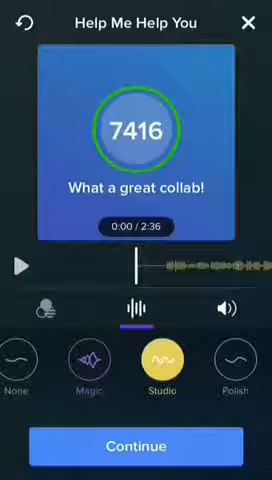 Help Me Help You
7416
What a great collab!
0:00 / 2:36
None
Magic
Studio
Polish
Continue